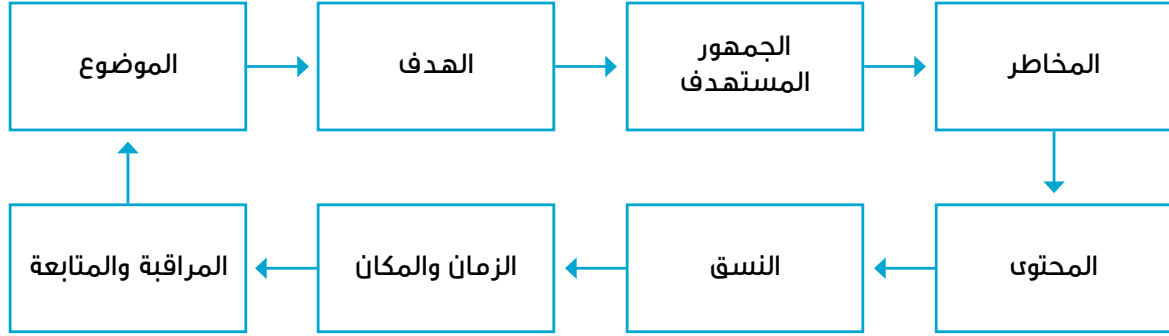 الموضوع
الهدف
الجمهور
المستهدف
المخاطر
المحتوى
النسق
الزمان والمكان
المراقبة والمتابعة